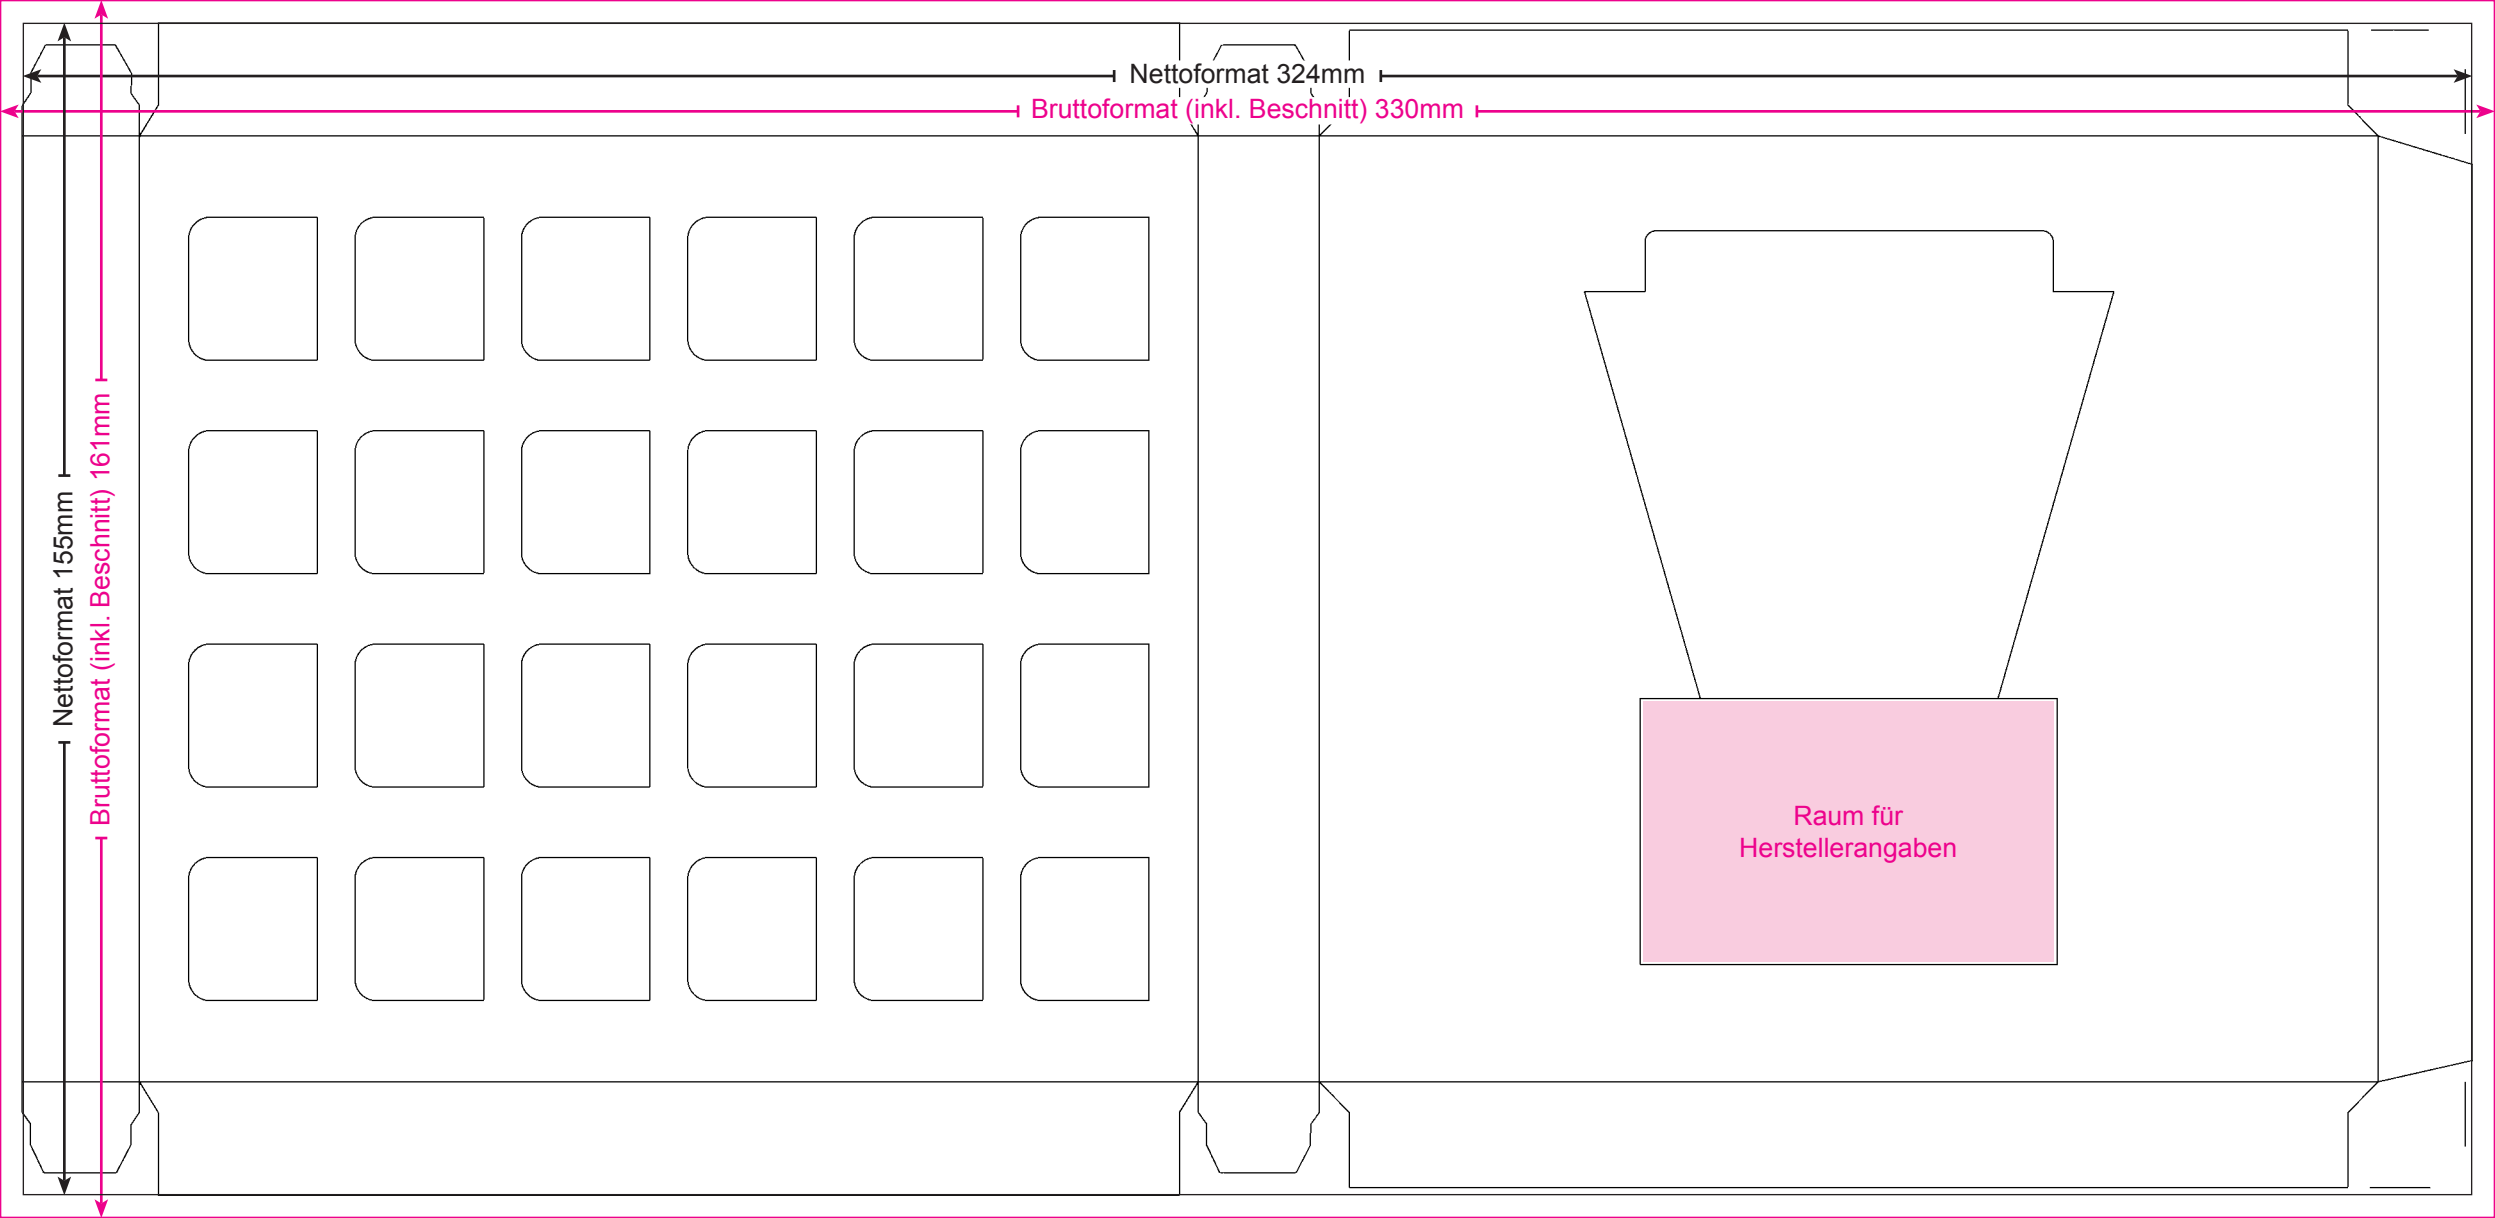 Nettoformat 324mm
Bruttoformat (inkl. Beschnitt) 330mm
Nettoformat 155mm
Bruttoformat (inkl. Beschnitt) 161mm
Raum für
Herstellerangaben